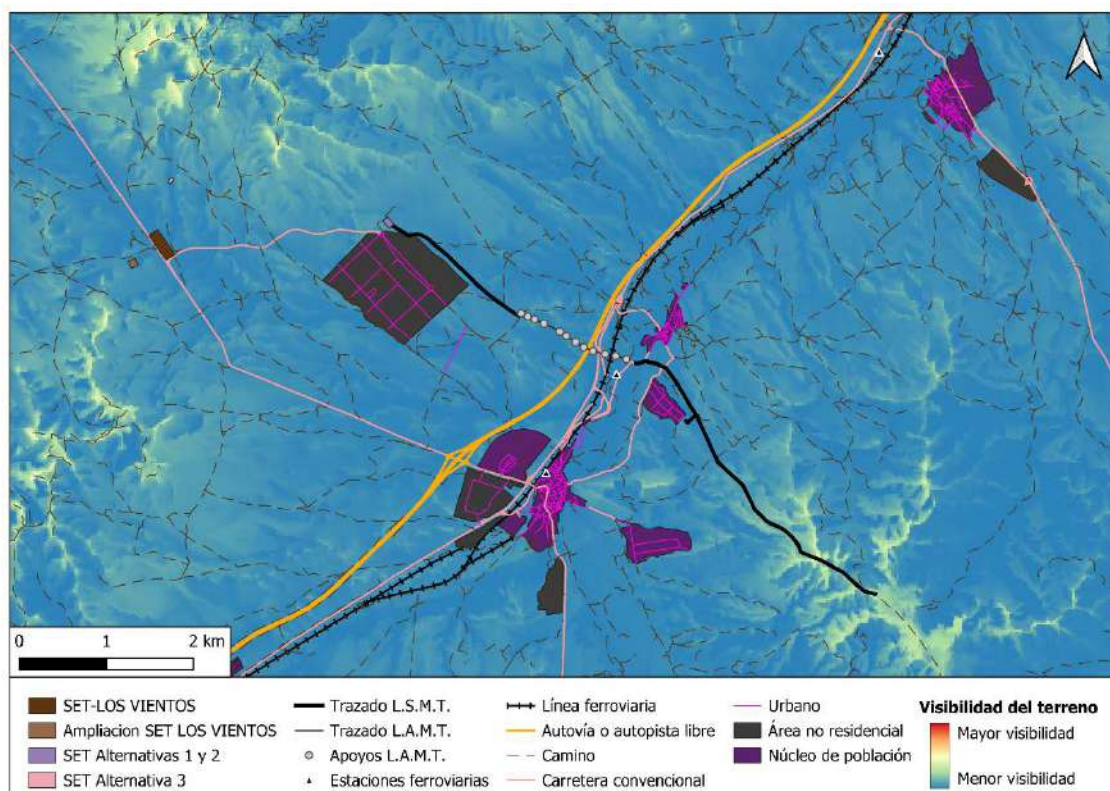 0 1 2 km
SET-LOS VIENTOS
Ampliacion SET LOS VIENTOS
SET Alternativas 1 y 2
SET Alternativa 3
Trazado L.S.M.T.
Trazado L.A.M.T.
Apoyos L.A.M.T.
Estaciones ferroviarias
Línea ferroviaria
Autovía o autopista libre
Camino
Carretera convencional
Urbano
Área no residencial
Núcleo de población
Visibilidad del terreno
Mayor visibilidad
Menor visibilidad